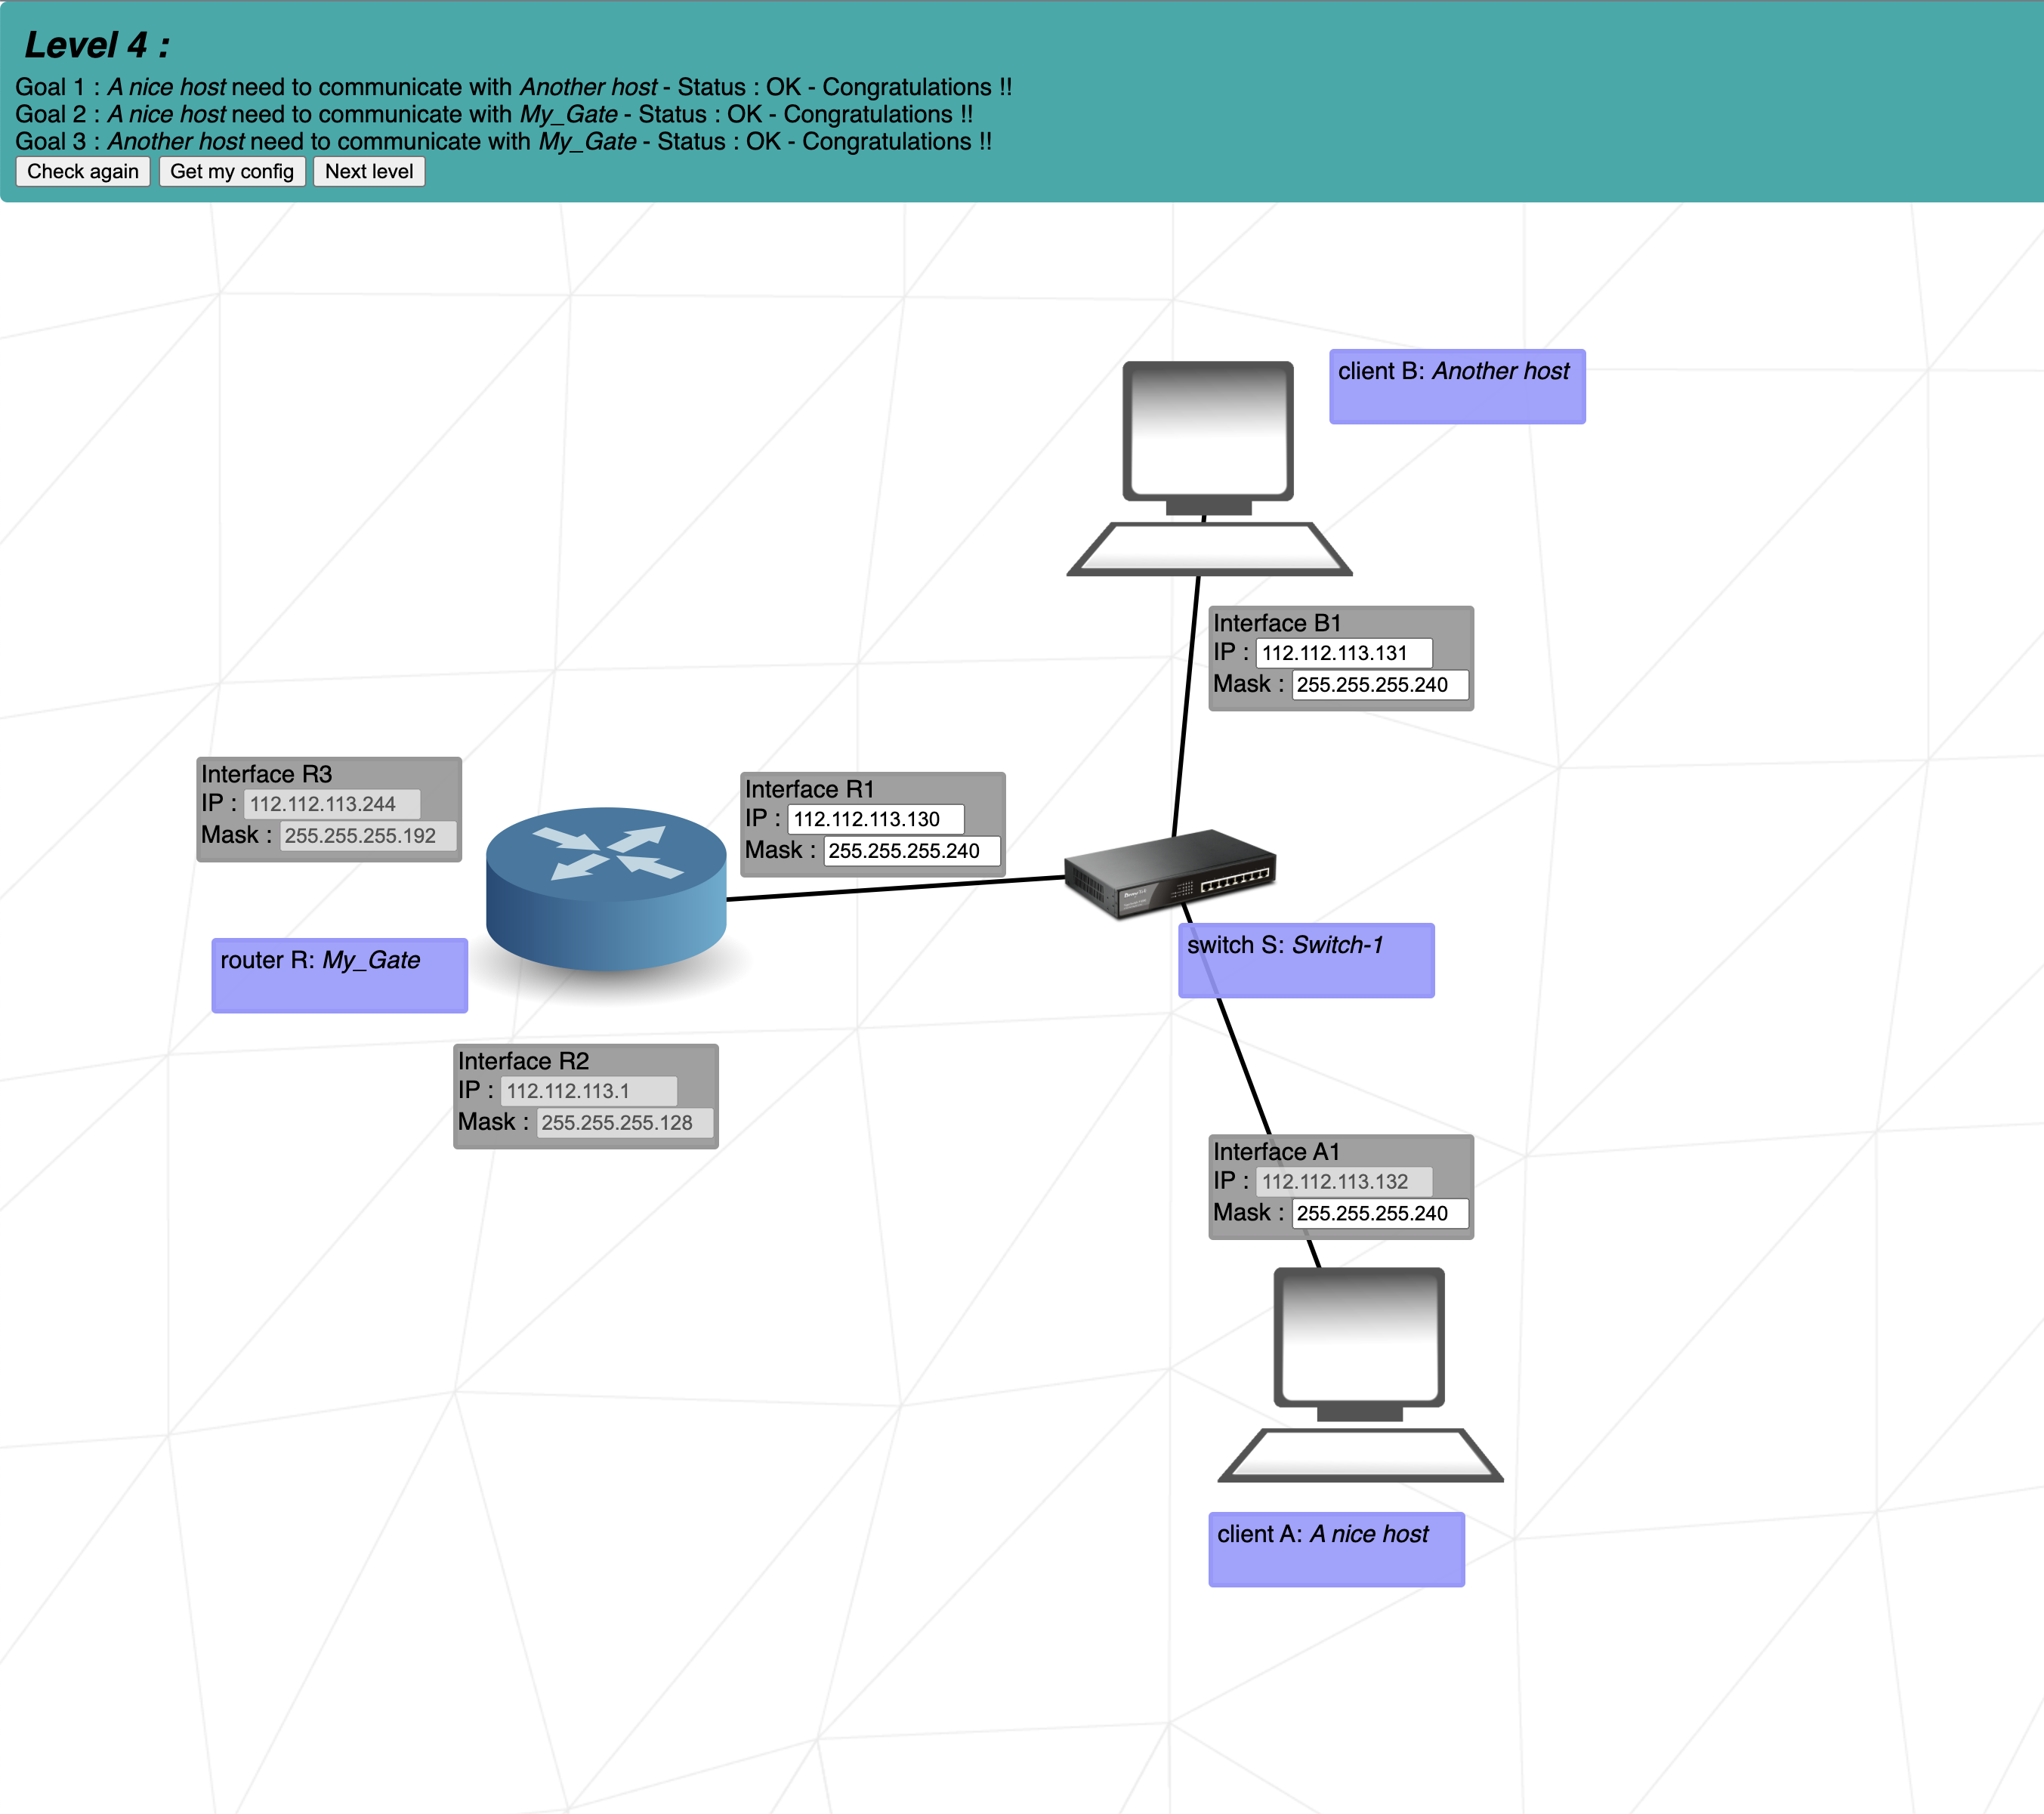 Level 4 :
Goal 1 : A nice host need to communicate with Another host - Status : OK - Congratulations !!
Goal 2 : A nice host need to communicate with My_Gate - Status : OK - Congratulations !!
Goal 3 : Another host need to communicate with My_Gate - Status : OK - Congratulations !!
Check again Get my config Next level
client B: Another host
Interface B1
IP : 112.112.113.131
Mask : 255.255.255.240
Interface R3
IP : 112.112.113.244
Mask : 255.255.255.192
Interface R1
IP : 112.112.113.130
Mask : 255.255.255.240
switch S: Switch-1
router R: My_Gate
Interface R2
IP : 112.112.113.1
Mask : 255.255.255.128
Interface A1
IP : 112.112.113.132
Mask : 255.255.255.240
client A: A nice host